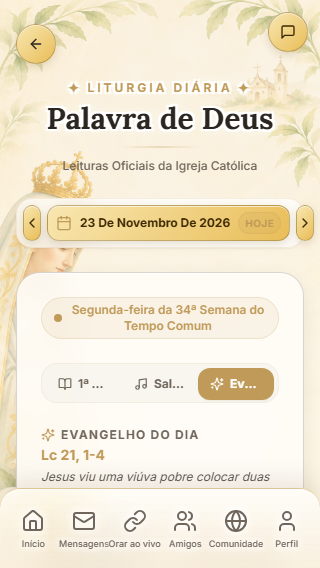 ✦ LITURGIA DIÁRIA ✦
Palavra de Deus
Leituras Oficiais da Igreja Católica
23 De Novembro De 2026 HOJE
Segunda-feira da 34ª Semana do
Tempo Comum
1ª ... Sal... Ev...
EVANGELHO DO DIA
Lc 21, 1-4
Jesus viu uma viúva pobre colocar duas
Início Mensagens Orar ao vivo Amigos Comunidade Perfil